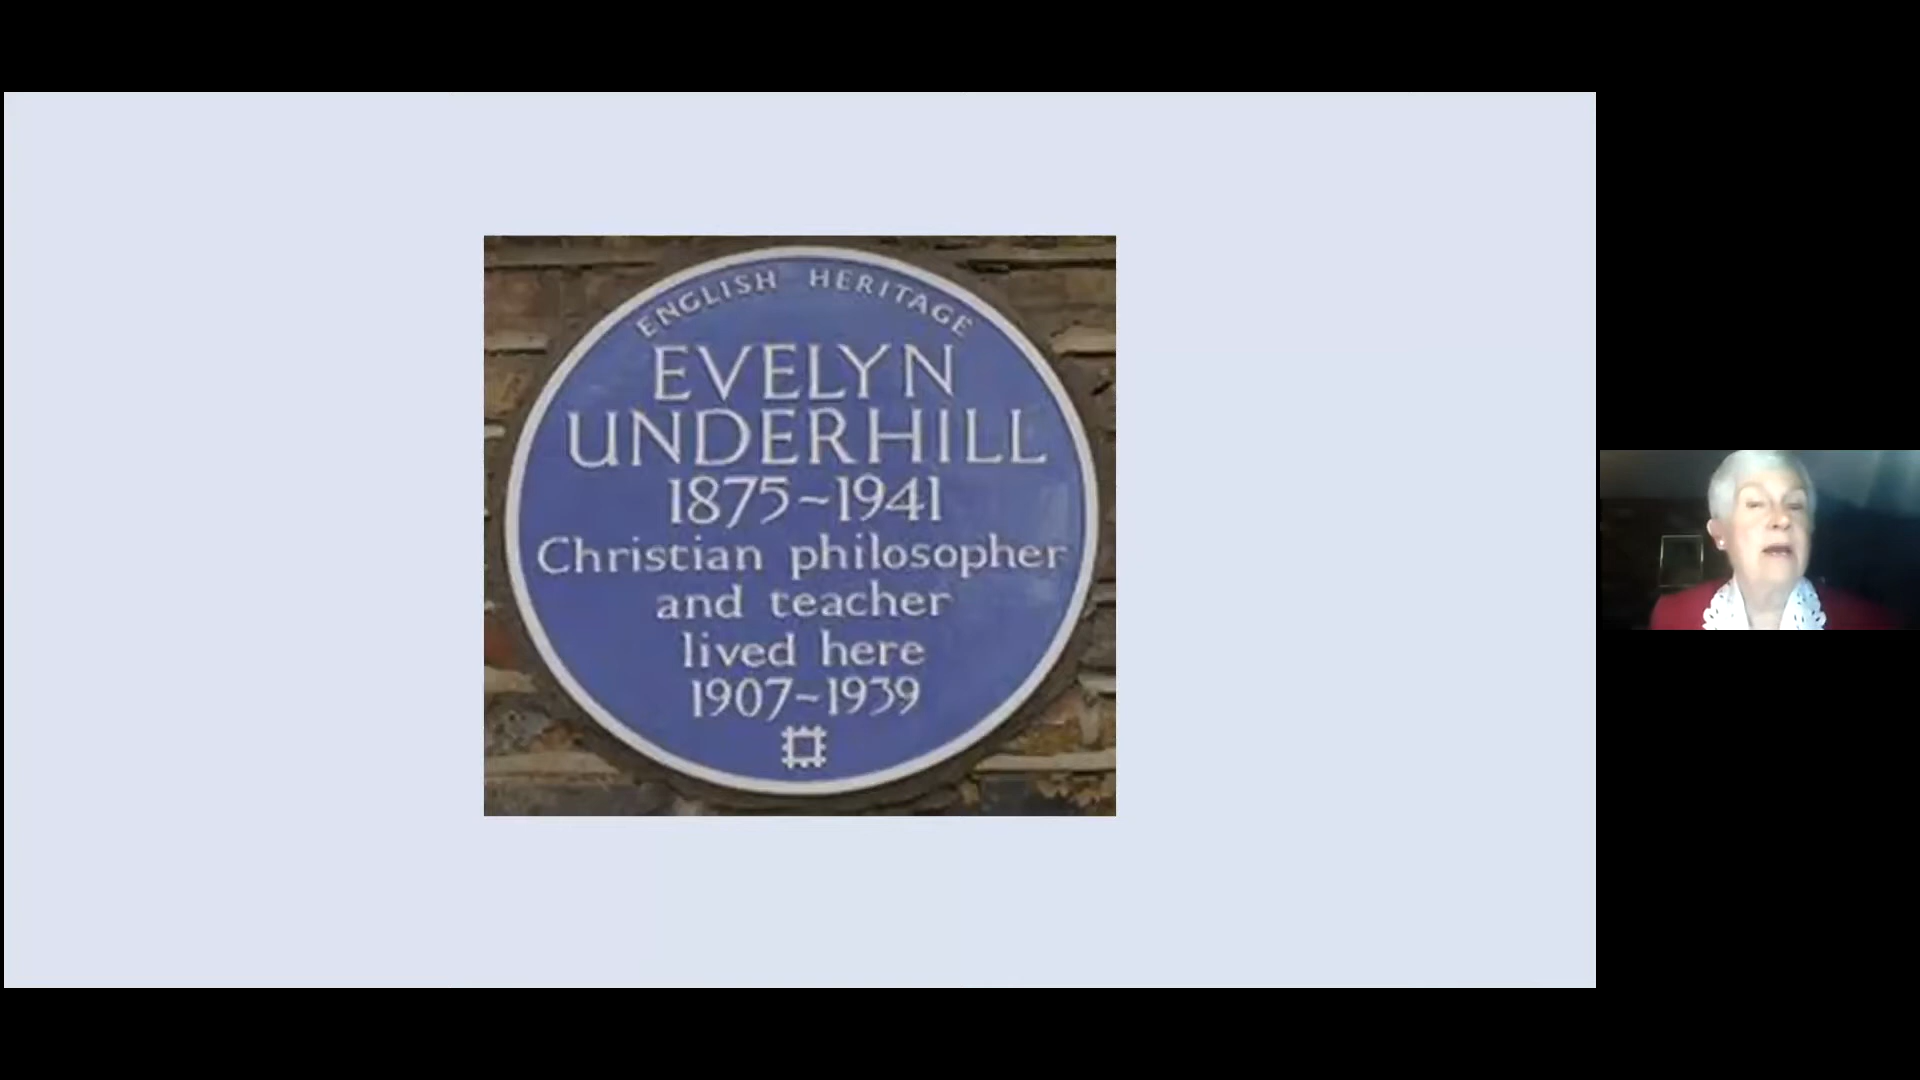 ENGLISH HERITAGE
EVELYN
UNDERHILL
1875~1941
Christian philosopher
and teacher
lived here
1907~1939